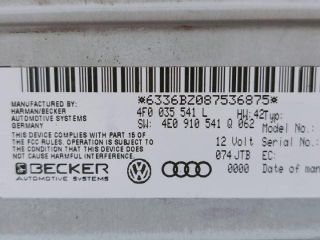 *6336BZ087536875*
MANUFACTURED BY:
HARMAN/BECKER
AUTOMOTIVE SYSTEMS
GERMANY
4F0 035 541 L HW:42Typ:
SW: 4E0 910 541 Q 062 Model No.:
THIS DEVICE COMPLIES WITH PART 15 OF
THE FCC RULES. OPERATION IS SUBJECT
TO THE CONDITION THAT THIS DEVICE DOES
NOT CAUSE HARMFUL INTERFERENCE.
12 Volt Serial No.
074 JTB EC:
0000 Date of man
BECKER
AUTOMOTIVE SYSTEMS